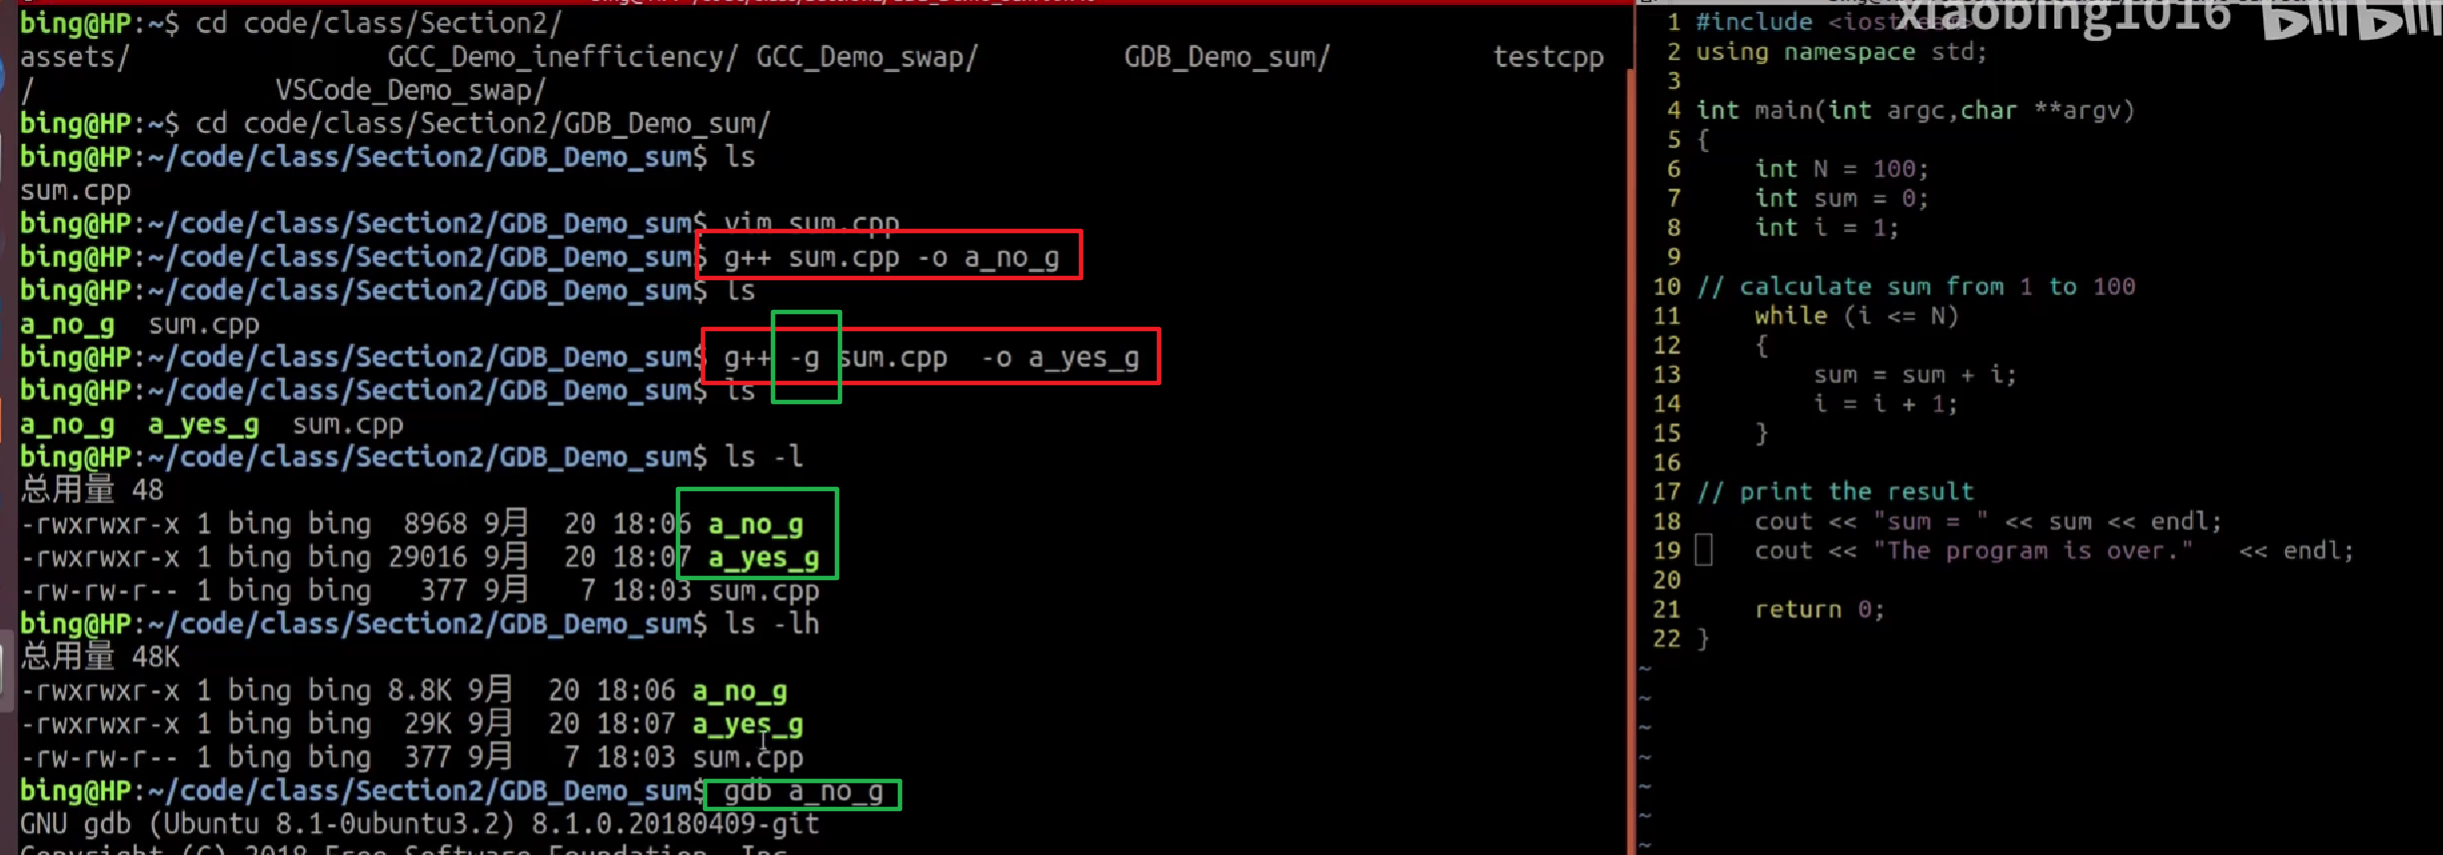 bing@HP:~$ cd code/class/Section2/
assets/                GCC_Demo_inefficiency/ GCC_Demo_swap/         GDB_Demo_sum/          testcpp
/               VSCode_Demo_swap/
bing@HP:~$ cd code/class/Section2/GDB_Demo_sum/
bing@HP:~/code/class/Section2/GDB_Demo_sum$ ls
sum.cpp
bing@HP:~/code/class/Section2/GDB_Demo_sum$ vim sum.cpp
bing@HP:~/code/class/Section2/GDB_Demo_sum$ g++ sum.cpp -o a_no_g
bing@HP:~/code/class/Section2/GDB_Demo_sum$ ls
a_no_g  sum.cpp
bing@HP:~/code/class/Section2/GDB_Demo_sum$ g++ -g sum.cpp  -o a_yes_g
bing@HP:~/code/class/Section2/GDB_Demo_sum$ ls
a_no_g  a_yes_g  sum.cpp
bing@HP:~/code/class/Section2/GDB_Demo_sum$ ls -l
总用量 48
-rwxrwxr-x 1 bing bing  8968 9月   20 18:06 a_no_g
-rwxrwxr-x 1 bing bing 29016 9月   20 18:07 a_yes_g
-rw-rw-r-- 1 bing bing   377 9月    7 18:03 sum.cpp
bing@HP:~/code/class/Section2/GDB_Demo_sum$ ls -lh
总用量 48K
-rwxrwxr-x 1 bing bing 8.8K 9月   20 18:06 a_no_g
-rwxrwxr-x 1 bing bing  29K 9月   20 18:07 a_yes_g
-rw-rw-r-- 1 bing bing  377 9月    7 18:03 sum.cpp
bing@HP:~/code/class/Section2/GDB_Demo_sum$ gdb a_no_g
GNU gdb (Ubuntu 8.1-0ubuntu3.2) 8.1.0.20180409-git
Copyright (C) 2018 Free Software Foundation, Inc.
xiaobing1016
1 #include <iostream>
2 using namespace std;
3
4 int main(int argc,char **argv)
5 {
6     int N = 100;
7     int sum = 0;
8     int i = 1;
9
10 // calculate sum from 1 to 100
11     while (i <= N)
12     {
13         sum = sum + i;
14         i = i + 1;
15     }
16
17 // print the result
18     cout << "sum = " << sum << endl;
19     cout << "The program is over."   << endl;
20
21     return 0;
22 }
~
~
~
~
~
~
~